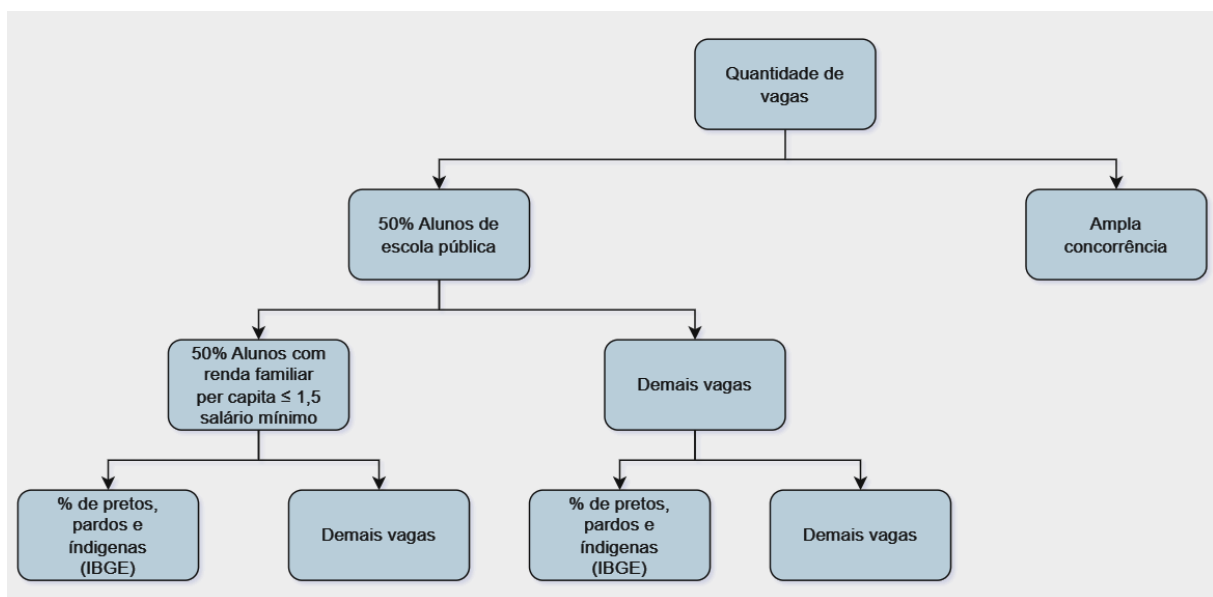 Quantidade de
vagas
50% Alunos de
escola pública
Ampla
concorrência
50% Alunos com
renda familiar
per capita ≤ 1,5
salário mínimo
Demais vagas
% de pretos,
pardos e
índigenas
(IBGE)
Demais vagas
% de pretos,
pardos e
índigenas
(IBGE)
Demais vagas